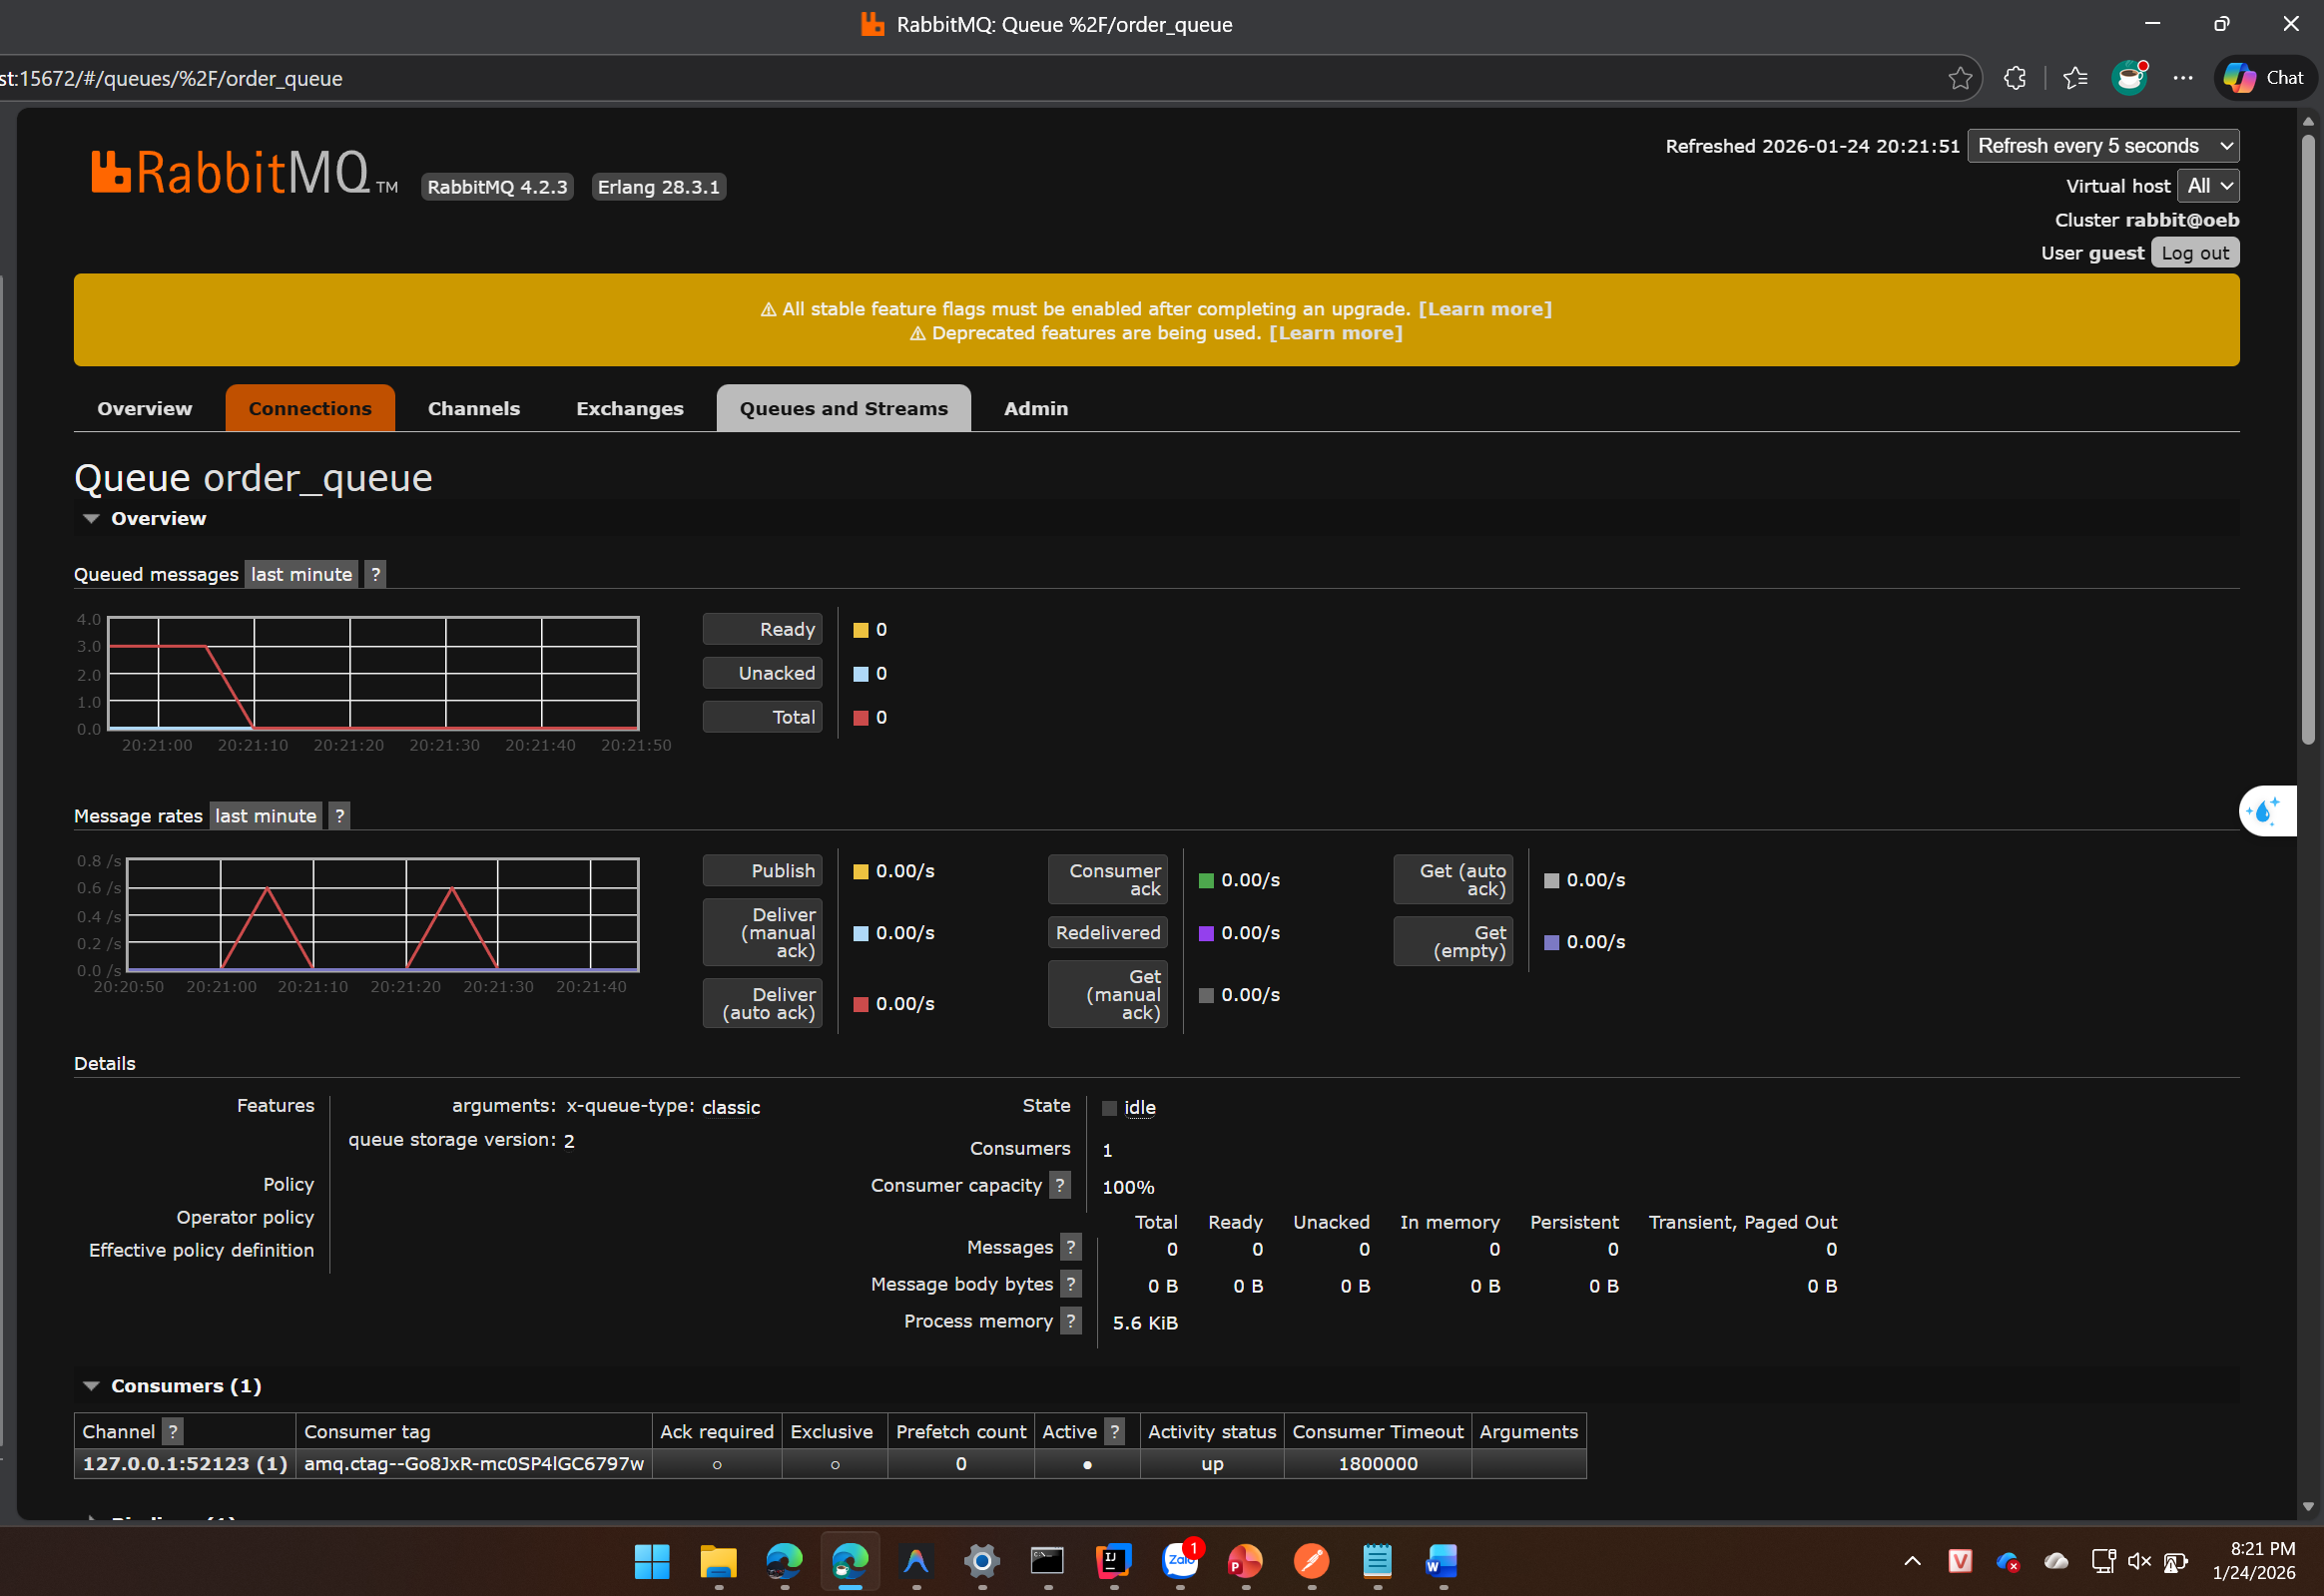 RabbitMQ: Queue %2F/order_queue
st:15672/#/queues/%2F/order_queue
Chat
RabbitMQ TM
RabbitMQ 4.2.3 Erlang 28.3.1
Refreshed 2026-01-24 20:21:51 Refresh every 5 seconds
Virtual host All
Cluster rabbit@oeb
User guest Log out
⚠ All stable feature flags must be enabled after completing an upgrade. [Learn more]
⚠ Deprecated features are being used. [Learn more]
Overview Connections Channels Exchanges Queues and Streams Admin
Queue order_queue
Overview
Queued messages last minute ?
4.0
3.0
2.0
1.0
0.0
20:21:00 20:21:10 20:21:20 20:21:30 20:21:40 20:21:50
Ready 0
Unacked 0
Total 0
Message rates last minute ?
0.8 /s
0.6 /s
0.4 /s
0.2 /s
0.0 /s
20:20:50 20:21:00 20:21:10 20:21:20 20:21:30 20:21:40
Publish 0.00/s
Deliver (manual ack) 0.00/s
Deliver (auto ack) 0.00/s
Consumer ack 0.00/s
Redelivered 0.00/s
Get (manual ack) 0.00/s
Get (auto ack) 0.00/s
Get (empty) 0.00/s
Details
Features
arguments: x-queue-type: classic
queue storage version: 2
Policy
Operator policy
Effective policy definition
State idle
Consumers 1
Consumer capacity ? 100%
Total Ready Unacked In memory Persistent Transient, Paged Out
Messages ? 0 0 0 0 0 0
Message body bytes ? 0 B 0 B 0 B 0 B 0 B 0 B
Process memory ? 5.6 KiB
Consumers (1)
Channel ? Consumer tag Ack required Exclusive Prefetch count Active ? Activity status Consumer Timeout Arguments
127.0.0.1:52123 (1) amq.ctag--Go8JxR-mc0SP4lGC6797w ○ ○ 0 ● up 1800000
Zalo 1
8:21 PM
1/24/2026